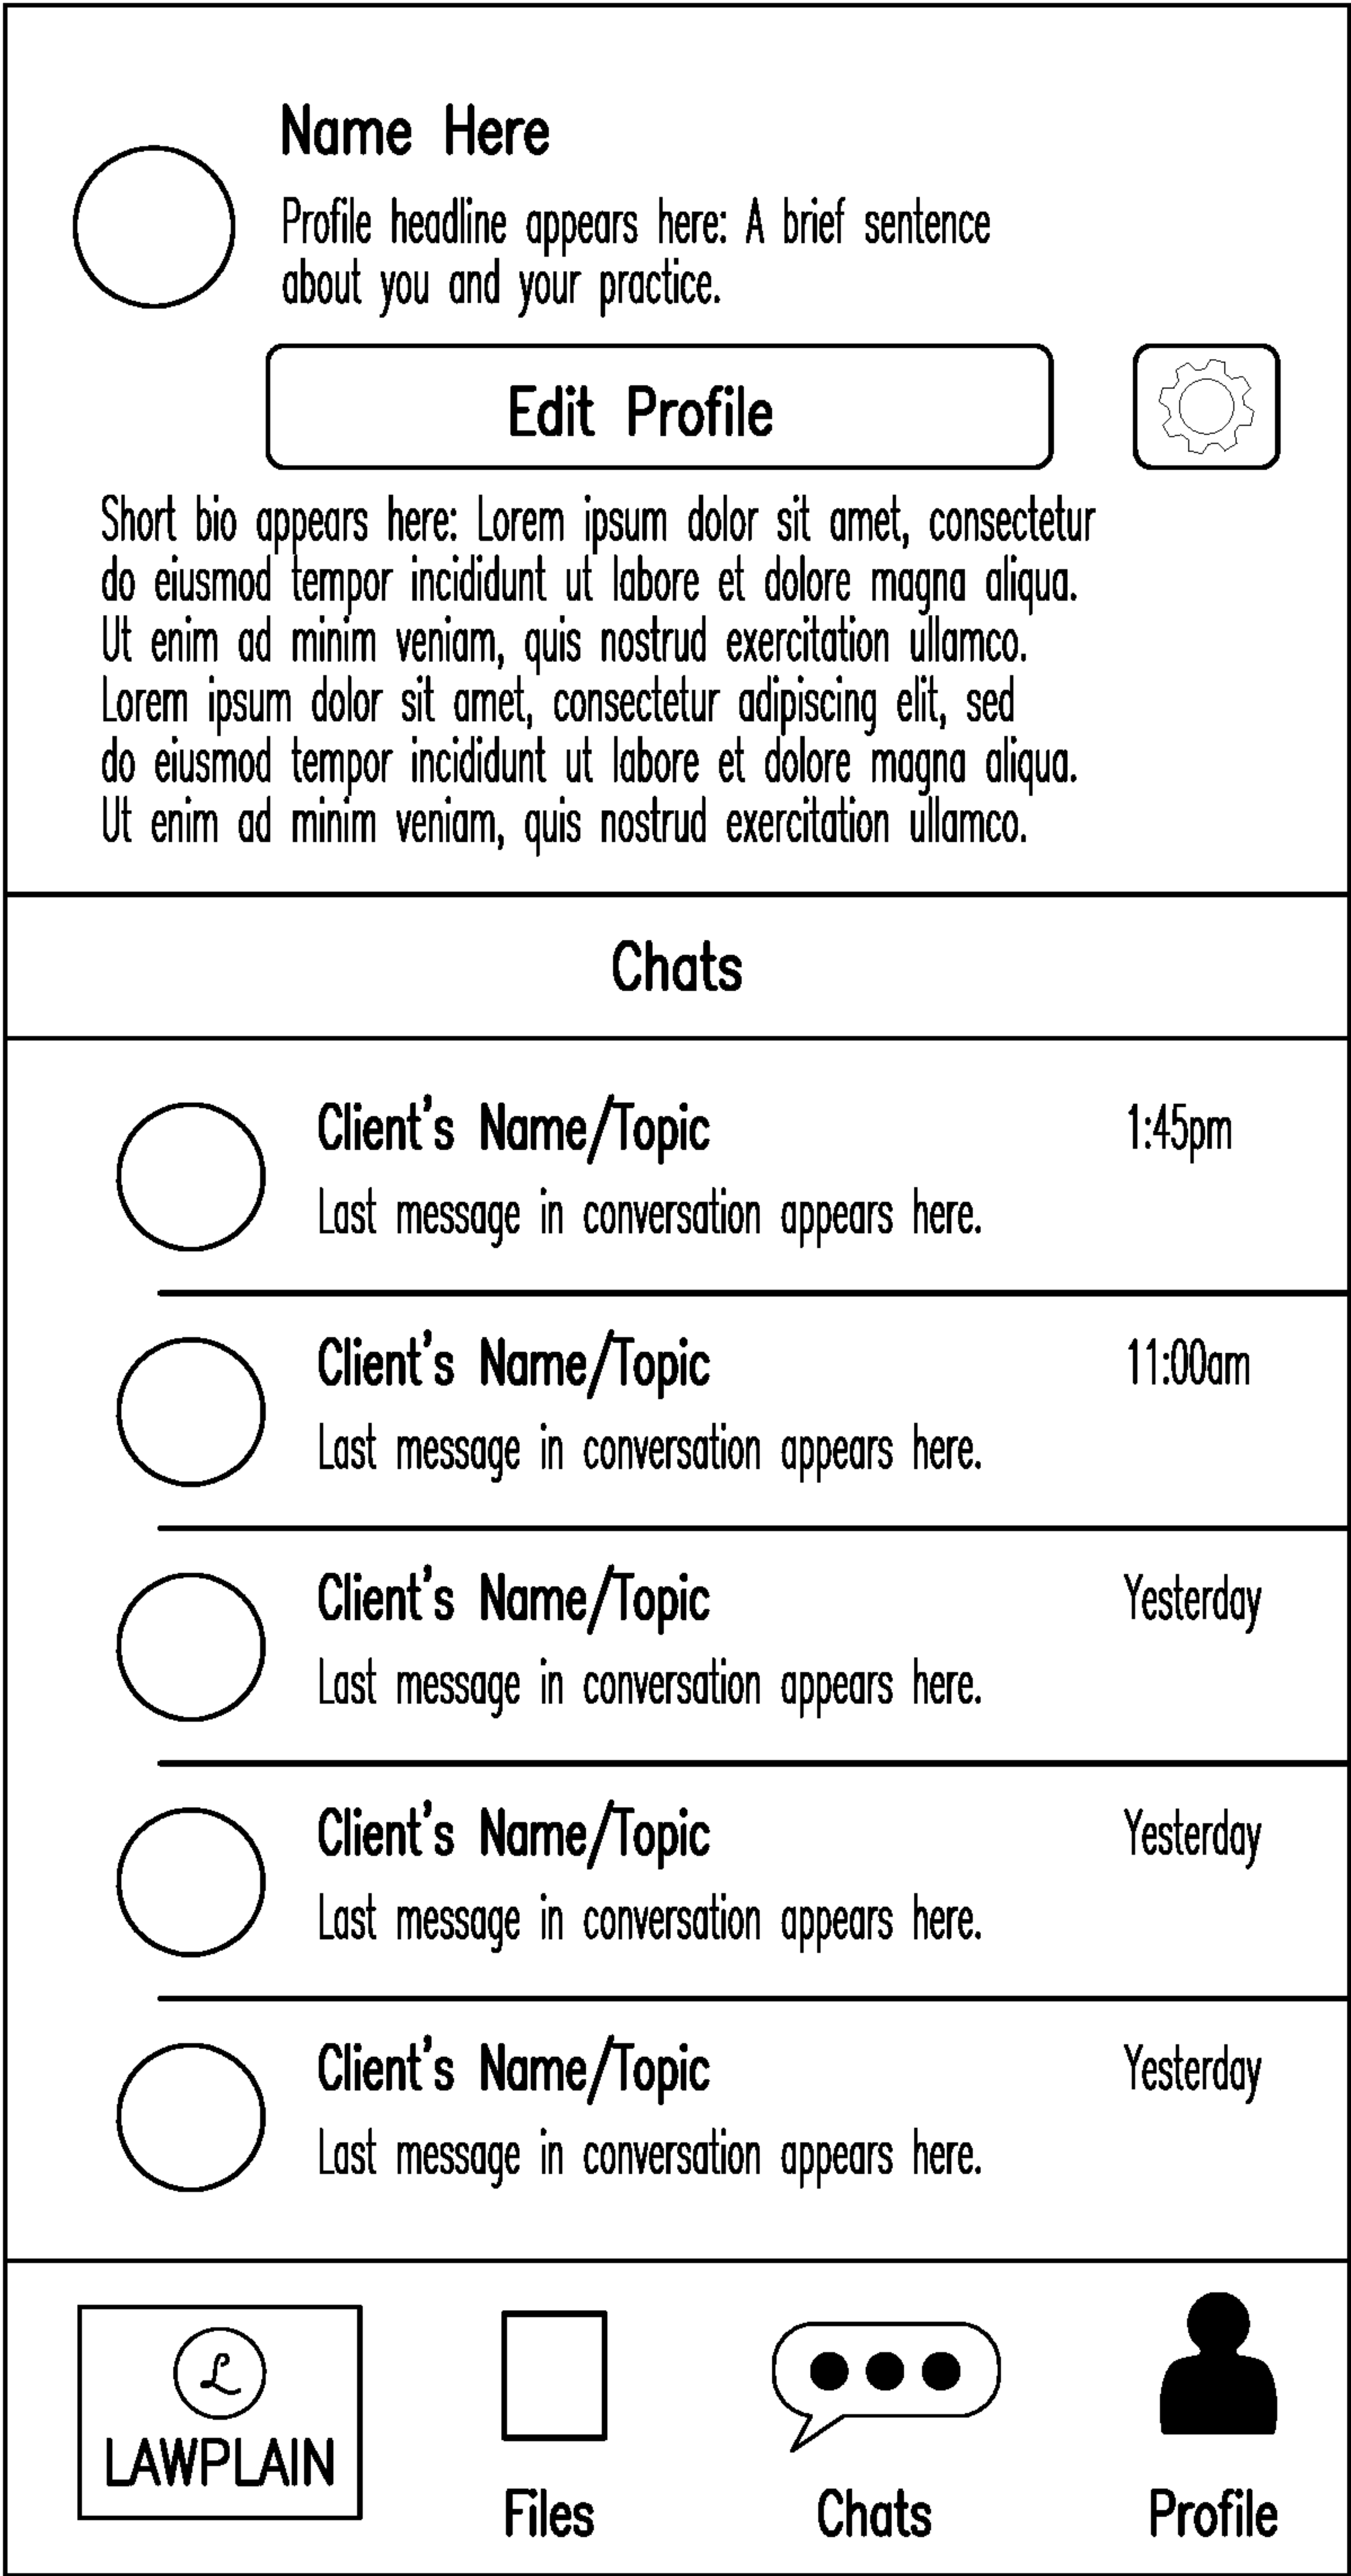 Name Here
Profile headline appears here: A brief sentence
about you and your practice.
Edit Profile
Short bio appears here: Lorem ipsum dolor sit amet, consectetur
do eiusmod tempor incididunt ut labore et dolore magna aliqua.
Ut enim ad minim veniam, quis nostrud exercitation ullamco.
Lorem ipsum dolor sit amet, consectetur adipiscing elit, sed
do eiusmod tempor incididunt ut labore et dolore magna aliqua.
Ut enim ad minim veniam, quis nostrud exercitation ullamco.
Chats
Client's Name/Topic 1:45pm
Last message in conversation appears here.
Client's Name/Topic 11:00am
Last message in conversation appears here.
Client's Name/Topic Yesterday
Last message in conversation appears here.
Client's Name/Topic Yesterday
Last message in conversation appears here.
Client's Name/Topic Yesterday
Last message in conversation appears here.
L
LAWPLAIN
Files Chats Profile